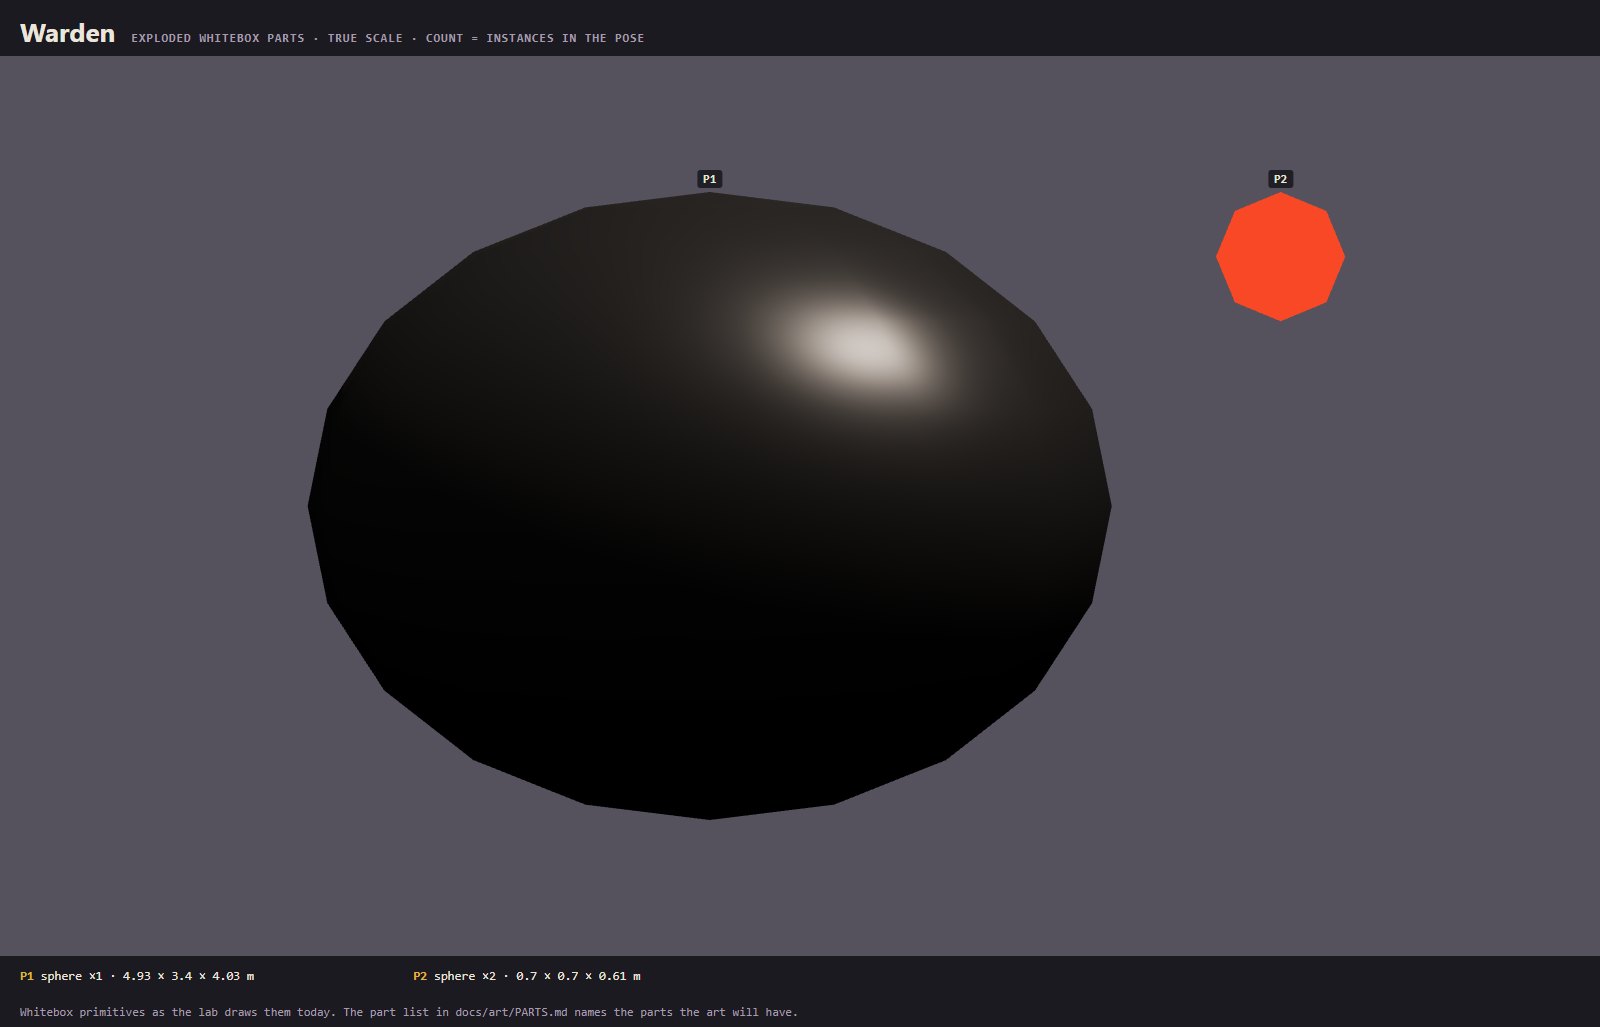 Warden EXPLODED WHITEBOX PARTS · TRUE SCALE · COUNT = INSTANCES IN THE POSE
P1
P2
P1 sphere ×1 · 4.93 × 3.4 × 4.03 m
P2 sphere ×2 · 0.7 × 0.7 × 0.61 m
Whitebox primitives as the lab draws them today. The part list in docs/art/PARTS.md names the parts the art will have.